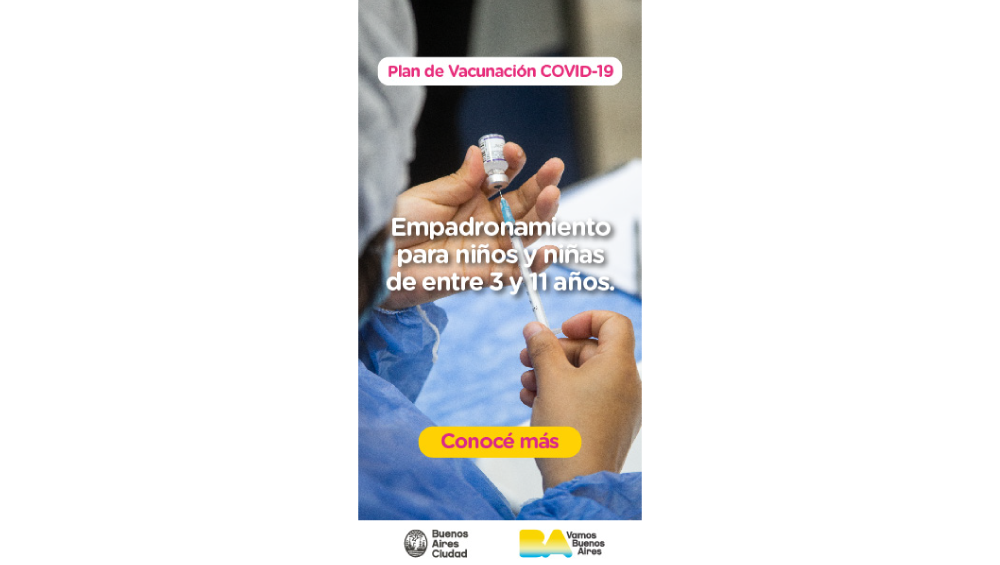 Plan de Vacunación COVID-19
Empadronamiento
para niños y niñas
de entre 3 y 11 años.
Conocé más
Buenos
Aires
Ciudad
BA
Vamos
Buenos
Aires